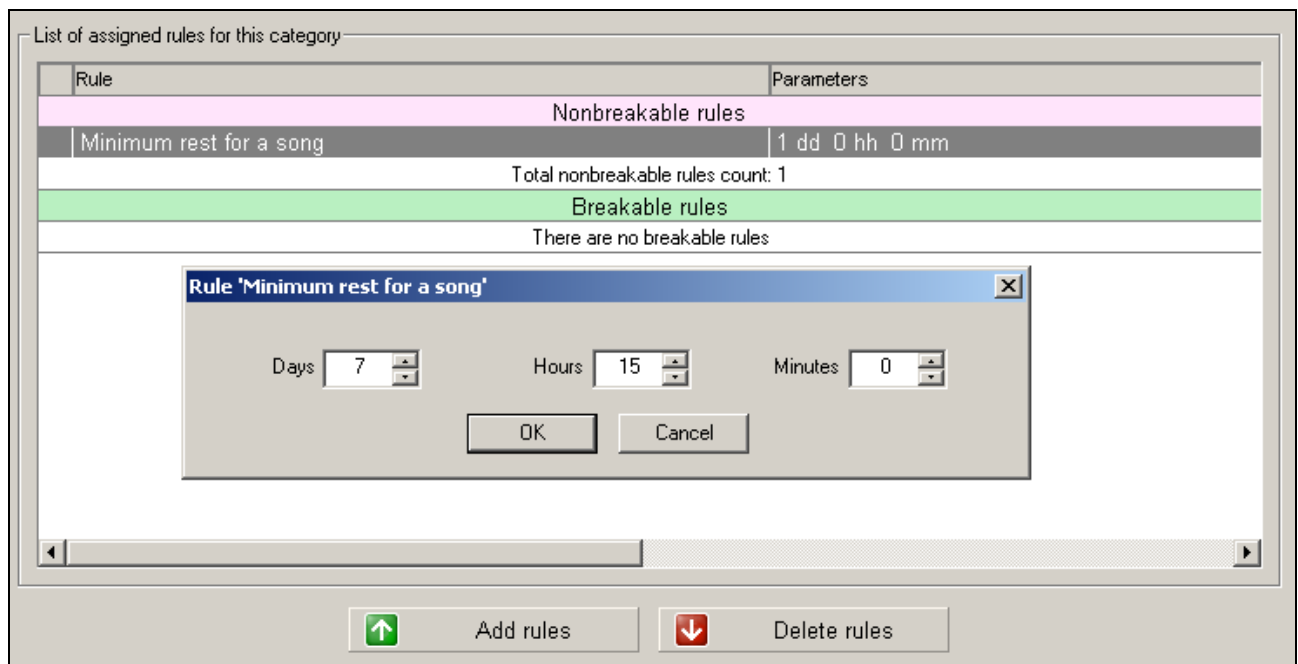 List of assigned rules for this category
Rule Parameters
Nonbreakable rules
Minimum rest for a song 1 dd 0 hh 0 mm
Total nonbreakable rules count: 1
Breakable rules
There are no breakable rules
Rule 'Minimum rest for a song'
Days 7 Hours 15 Minutes 0
OK Cancel
Add rules Delete rules